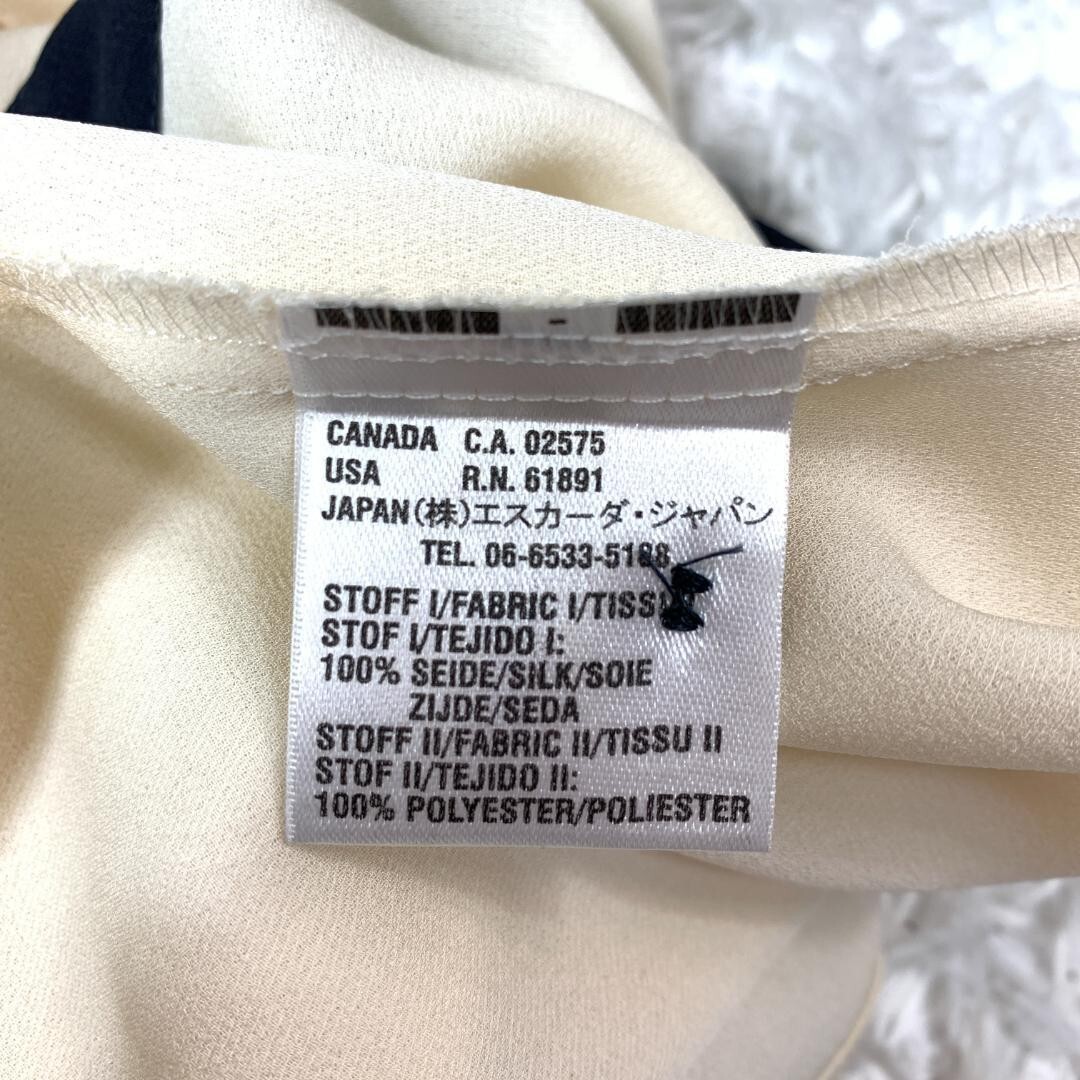 CANADA C.A. 02575
USA R.N. 61891
JAPAN(株)エスカーダ・ジャパン
TEL. 06-6533-5188
STOFF I/FABRIC I/
STOF I/TEJIDO I:
100% SEIDE/SILK/SOIE
ZIJDE/SEDA
STOFF II/FABRIC II/TISSU II
STOF II/TEJIDO II:
100% POLYESTER/POLIESTER